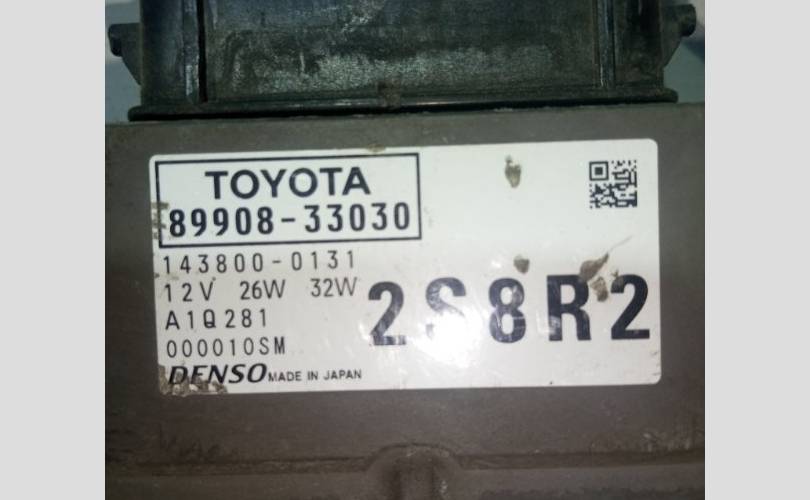 TOYOTA
89908-33030
143800-0131
12V 26W 32W
A1Q281
000010SM
2S8R2
DENSO MADE IN JAPAN